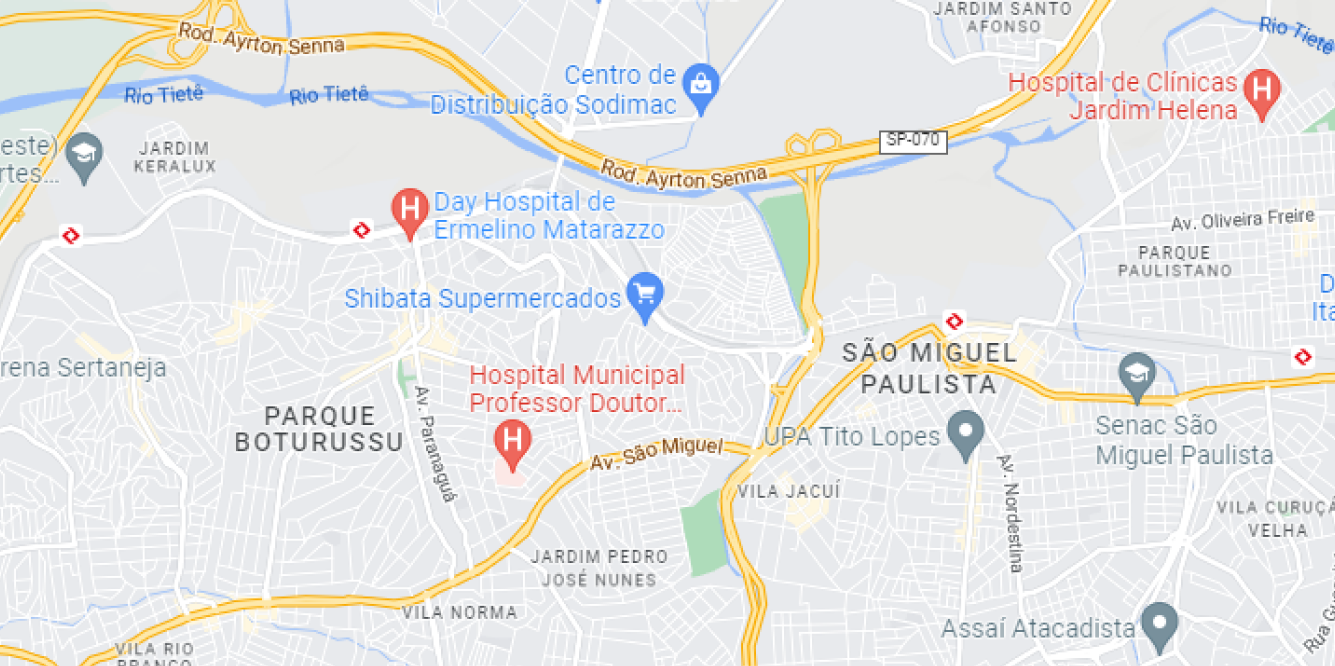 JARDIM SANTO
AFONSO
Rod. Ayrton Senna
Rio Tietê
Centro de
Distribuição Sodimac
Hospital de Clínicas
Jardim Helena
Rio Tietê
Rio Tietê
SP-070
este)
rtes...
JARDIM
KERALUX
Rod. Ayrton Senna
Day Hospital de
Ermelino Matarazzo
Av. Oliveira Freire
PARQUE
PAULISTANO
Shibata Supermercados
D
Ita
SÃO MIGUEL
PAULISTA
rena Sertaneja
Hospital Municipal
Professor Doutor...
PARQUE
BOTURUSSU
Av. Paranaguá
Av. São Miguel
UPA Tito Lopes
Senac São
Miguel Paulista
Av. Nordestina
VILA JACUÍ
VILA CURUÇÁ
VELHA
JARDIM PEDRO
JOSÉ NUNES
VILA NORMA
Assaí Atacadista
VILA RIO
BRANCO